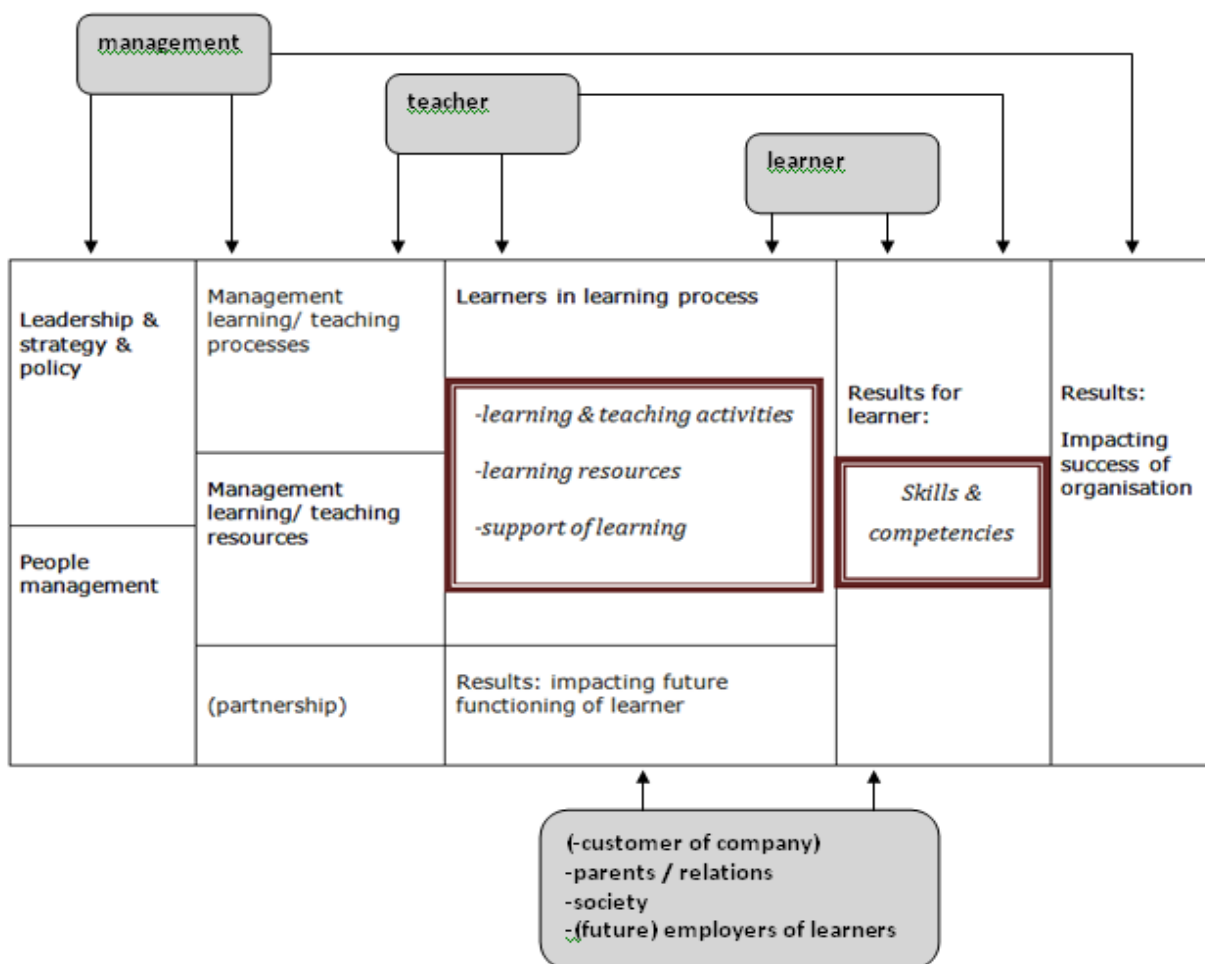 management
teacher
learner
Leadership &
strategy &
policy
People
management
Management
learning/ teaching
processes
Management
learning/ teaching
resources
(partnership)
Learners in learning process
-learning & teaching activities
-learning resources
-support of learning
Results: impacting future
functioning of learner
Results for
learner:
Skills &
competencies
Results:
Impacting
success of
organisation
(-customer of company)
-parents / relations
-society
-(future) employers of learners